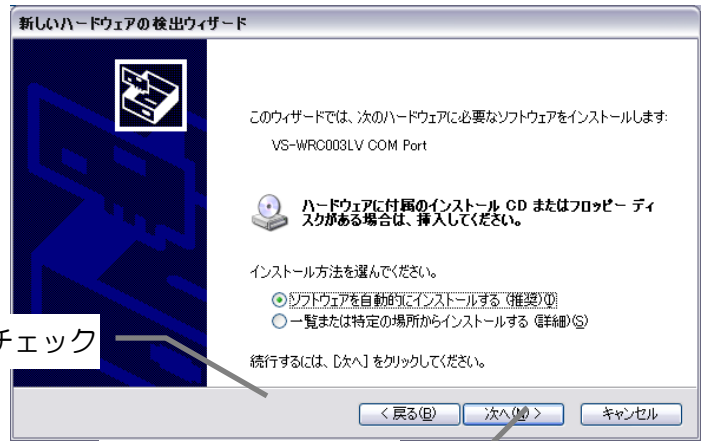 新しいハードウェアの検出ウィザード
このウィザードでは、次のハードウェアに必要なソフトウェアをインストールします:
VS-WRC003LV COM Port
ハードウェアに付属のインストール CD またはフロッピー ディ
スクがある場合は、挿入してください。
インストール方法を選んでください。
ソフトウェアを自動的にインストールする (推奨)(I)
一覧または特定の場所からインストールする (詳細)(S)
チェック
続行するには、[次へ] をクリックしてください。
< 戻る(B) 次へ(N) > キャンセル